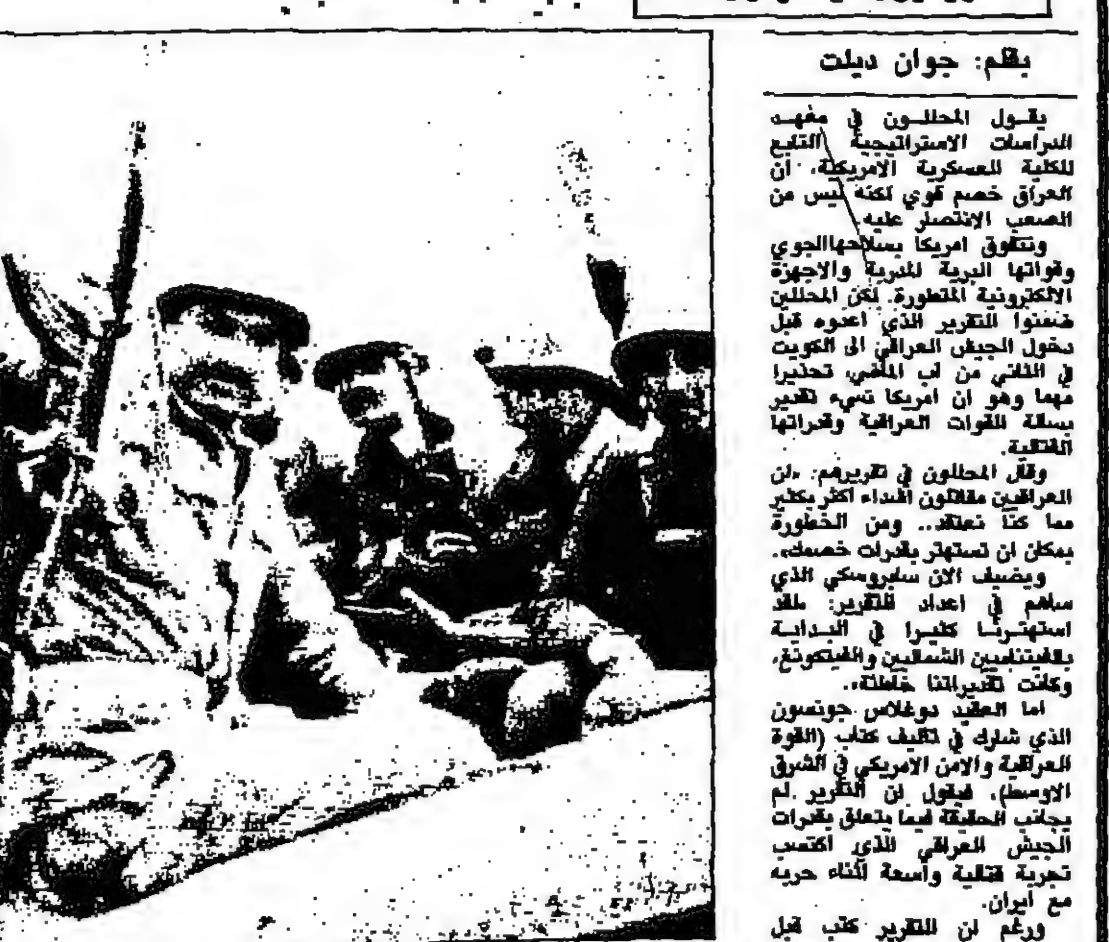 بقلم: جوان ديلت
يقول المحللون في معهد
الدراسات الاستراتيجية التابع
للكلية العسكرية الامريكية، ان
العراق خصم قوي لكنه ليس من
الصعب الانتصار عليه.
وتتفوق امريكا بسلاحها الجوي
وقواتها البرية المدربة والاجهزة
الالكترونية المتطورة. لكن المحللين
ضمنوا التقرير الذي اعدوه قبل
دخول الجيش العراقي الى الكويت
في الثاني من اب الماضي، تحذيرا
مهما وهو ان امريكا تسيء تقدير
بسالة القوات العراقية وقدراتها
القتالية.
وقال المحللون في تقريرهم: «ان
العراقيين مقاتلون اشداء اكثر بكثير
مما كنا نعتقد.. ومن الخطورة
بمكان ان تستهتر بقدرات خصمك».
ويضيف الان سابروسكي الذي
ساهم في اعداد التقرير: «لقد
استهترنا كثيرا في البداية
بالفيتناميين الشماليين والفيتكونغ،
وكانت تقديراتنا خاطئة».
اما العقيد دوغلاس جونسون
الذي شارك في تاليف كتاب (القوة
العراقية والامن الامريكي في الشرق
الاوسط)، فيقول ان التقرير لم
يجانب الحقيقة فيما يتعلق بقدرات
الجيش العراقي الذي اكتسب
تجربة قتالية واسعة اثناء حربه
مع ايران.
ورغم ان التقرير كتب قبل